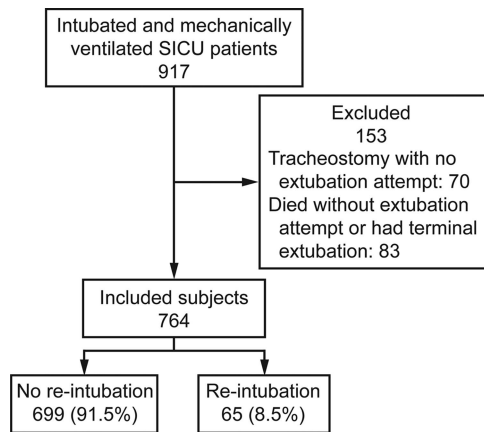 Intubated and mechanically
ventilated SICU patients
917
Excluded
153
Tracheostomy with no
extubation attempt: 70
Died without extubation
attempt or had terminal
extubation: 83
Included subjects
764
No re-intubation
699 (91.5%)
Re-intubation
65 (8.5%)